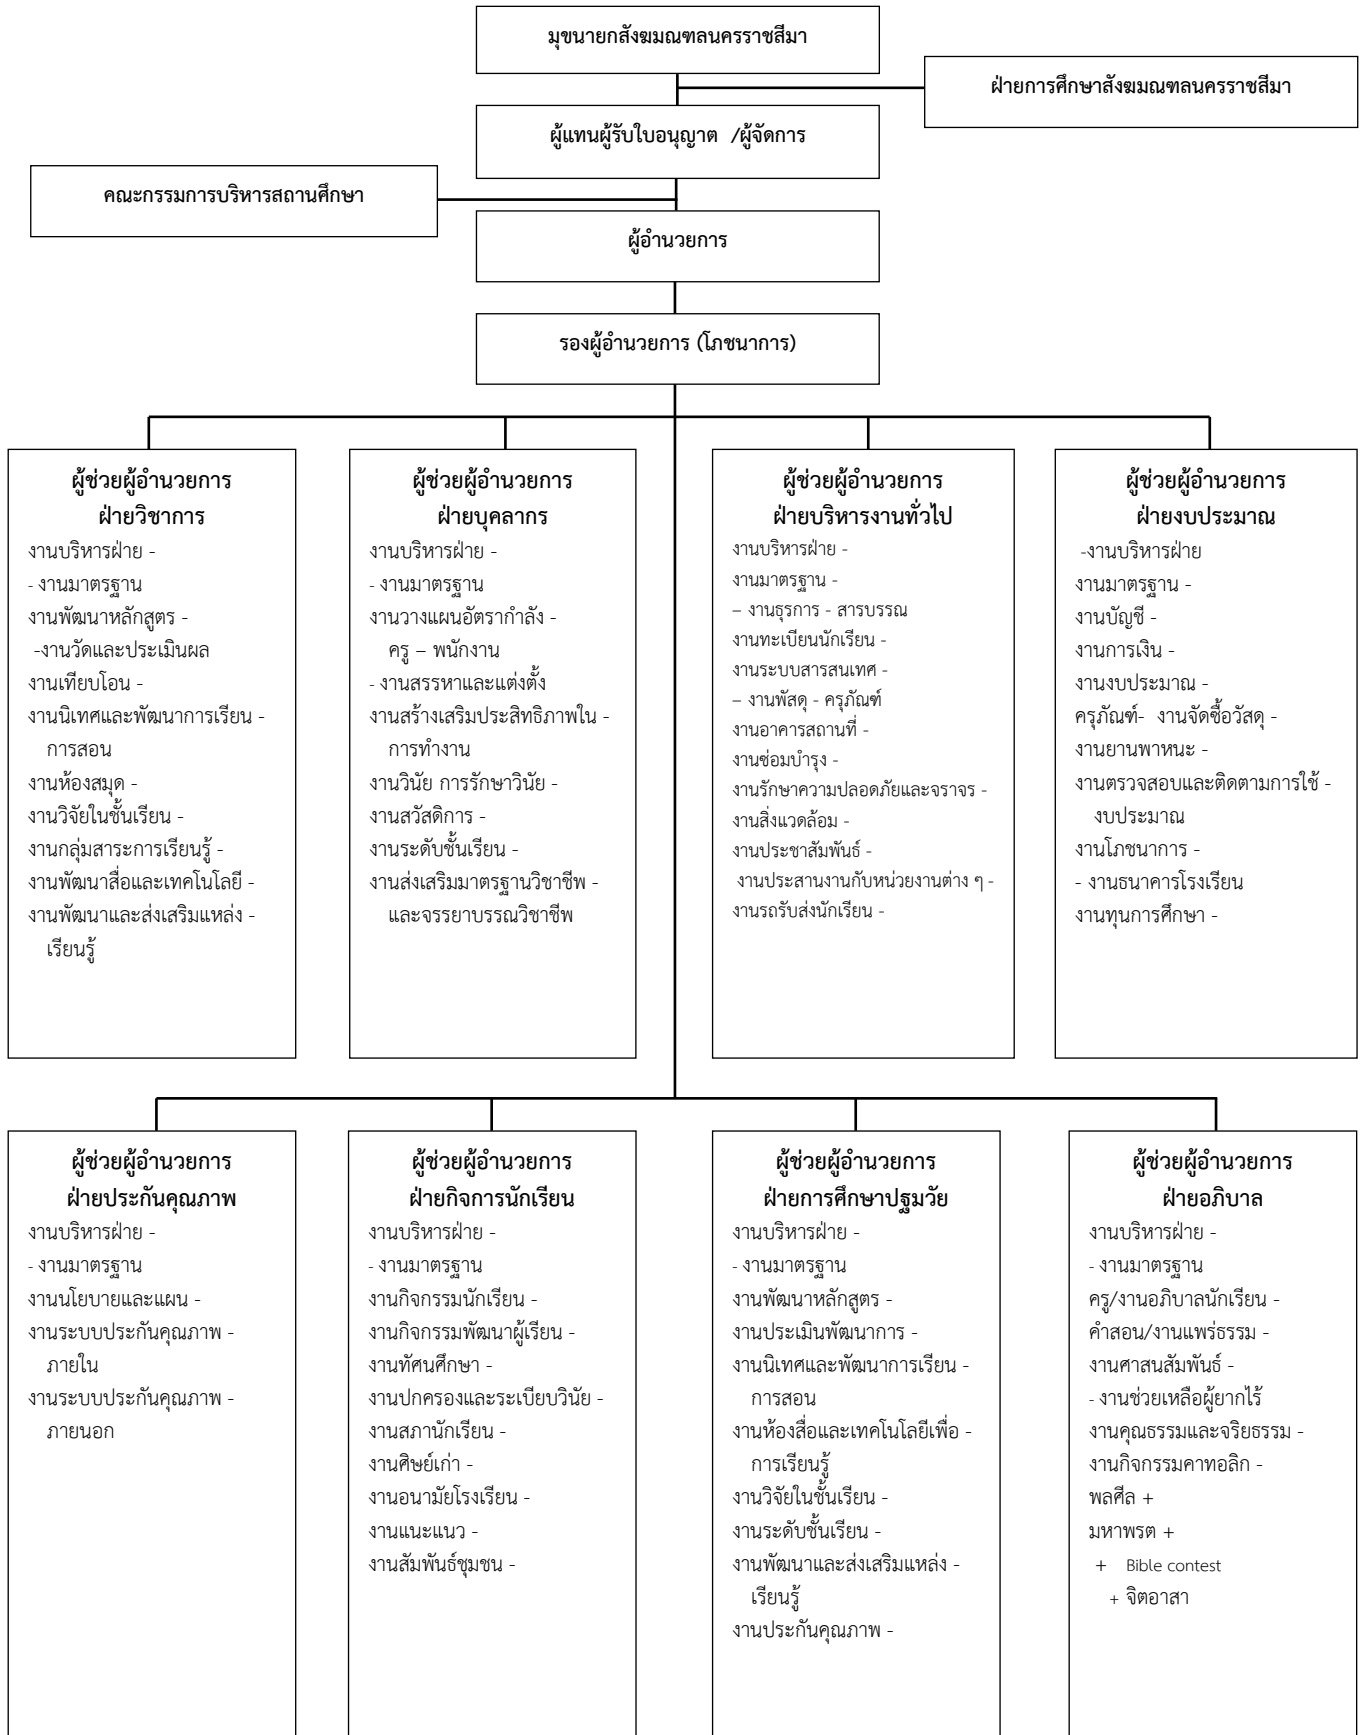 มุขนายกสังฆมณฑลนครราชสีมา
ฝ่ายการศึกษาสังฆมณฑลนครราชสีมา
ผู้แทนผู้รับใบอนุญาต /ผู้จัดการ
คณะกรรมการบริหารสถานศึกษา
ผู้อำนวยการ
รองผู้อำนวยการ (โภชนาการ)
ผู้ช่วยผู้อำนวยการ
ฝ่ายวิชาการ
งานบริหารฝ่าย -
- งานมาตรฐาน
งานพัฒนาหลักสูตร -
-งานวัดและประเมินผล
งานเทียบโอน -
งานนิเทศและพัฒนาการเรียน -
การสอน
งานห้องสมุด -
งานวิจัยในชั้นเรียน -
งานกลุ่มสาระการเรียนรู้ -
งานพัฒนาสื่อและเทคโนโลยี -
งานพัฒนาและส่งเสริมแหล่ง -
เรียนรู้
ผู้ช่วยผู้อำนวยการ
ฝ่ายบุคลากร
งานบริหารฝ่าย -
- งานมาตรฐาน
งานวางแผนอัตรากำลัง -
ครู – พนักงาน
- งานสรรหาและแต่งตั้ง
งานสร้างเสริมประสิทธิภาพใน -
การทำงาน
งานวินัย การรักษาวินัย -
งานสวัสดิการ -
งานระดับชั้นเรียน -
งานส่งเสริมมาตรฐานวิชาชีพ -
และจรรยาบรรณวิชาชีพ
ผู้ช่วยผู้อำนวยการ
ฝ่ายบริหารงานทั่วไป
งานบริหารฝ่าย -
งานมาตรฐาน -
– งานธุรการ - สารบรรณ
งานทะเบียนนักเรียน -
งานระบบสารสนเทศ -
– งานพัสดุ - ครุภัณฑ์
งานอาคารสถานที่ -
งานซ่อมบำรุง -
งานรักษาความปลอดภัยและจราจร -
งานสิ่งแวดล้อม -
งานประชาสัมพันธ์ -
งานประสานงานกับหน่วยงานต่าง ๆ -
งานรถรับส่งนักเรียน -
ผู้ช่วยผู้อำนวยการ
ฝ่ายงบประมาณ
-งานบริหารฝ่าย
งานมาตรฐาน -
งานบัญชี -
งานการเงิน -
งานงบประมาณ -
ครุภัณฑ์- งานจัดซื้อวัสดุ -
งานยานพาหนะ -
งานตรวจสอบและติดตามการใช้ -
งบประมาณ
งานโภชนาการ -
- งานธนาคารโรงเรียน
งานทุนการศึกษา -
ผู้ช่วยผู้อำนวยการ
ฝ่ายประกันคุณภาพ
งานบริหารฝ่าย -
- งานมาตรฐาน
งานนโยบายและแผน -
งานระบบประกันคุณภาพ -
ภายใน
งานระบบประกันคุณภาพ -
ภายนอก
ผู้ช่วยผู้อำนวยการ
ฝ่ายกิจการนักเรียน
งานบริหารฝ่าย -
- งานมาตรฐาน
งานกิจกรรมนักเรียน -
งานกิจกรรมพัฒนาผู้เรียน -
งานทัศนศึกษา -
งานปกครองและระเบียบวินัย -
งานสภานักเรียน -
งานศิษย์เก่า -
งานอนามัยโรงเรียน -
งานแนะแนว -
งานสัมพันธ์ชุมชน -
ผู้ช่วยผู้อำนวยการ
ฝ่ายการศึกษาปฐมวัย
งานบริหารฝ่าย -
- งานมาตรฐาน
งานพัฒนาหลักสูตร -
งานประเมินพัฒนาการ -
งานนิเทศและพัฒนาการเรียน -
การสอน
งานห้องสื่อและเทคโนโลยีเพื่อ -
การเรียนรู้
งานวิจัยในชั้นเรียน -
งานระดับชั้นเรียน -
งานพัฒนาและส่งเสริมแหล่ง -
เรียนรู้
งานประกันคุณภาพ -
ผู้ช่วยผู้อำนวยการ
ฝ่ายอภิบาล
งานบริหารฝ่าย -
- งานมาตรฐาน
ครู/งานอภิบาลนักเรียน -
คำสอน/งานแพร่ธรรม -
งานศาสนสัมพันธ์ -
- งานช่วยเหลือผู้ยากไร้
งานคุณธรรมและจริยธรรม -
งานกิจกรรมคาทอลิก -
พลศีล +
มหาพรต +
+ Bible contest
+ จิตอาสา